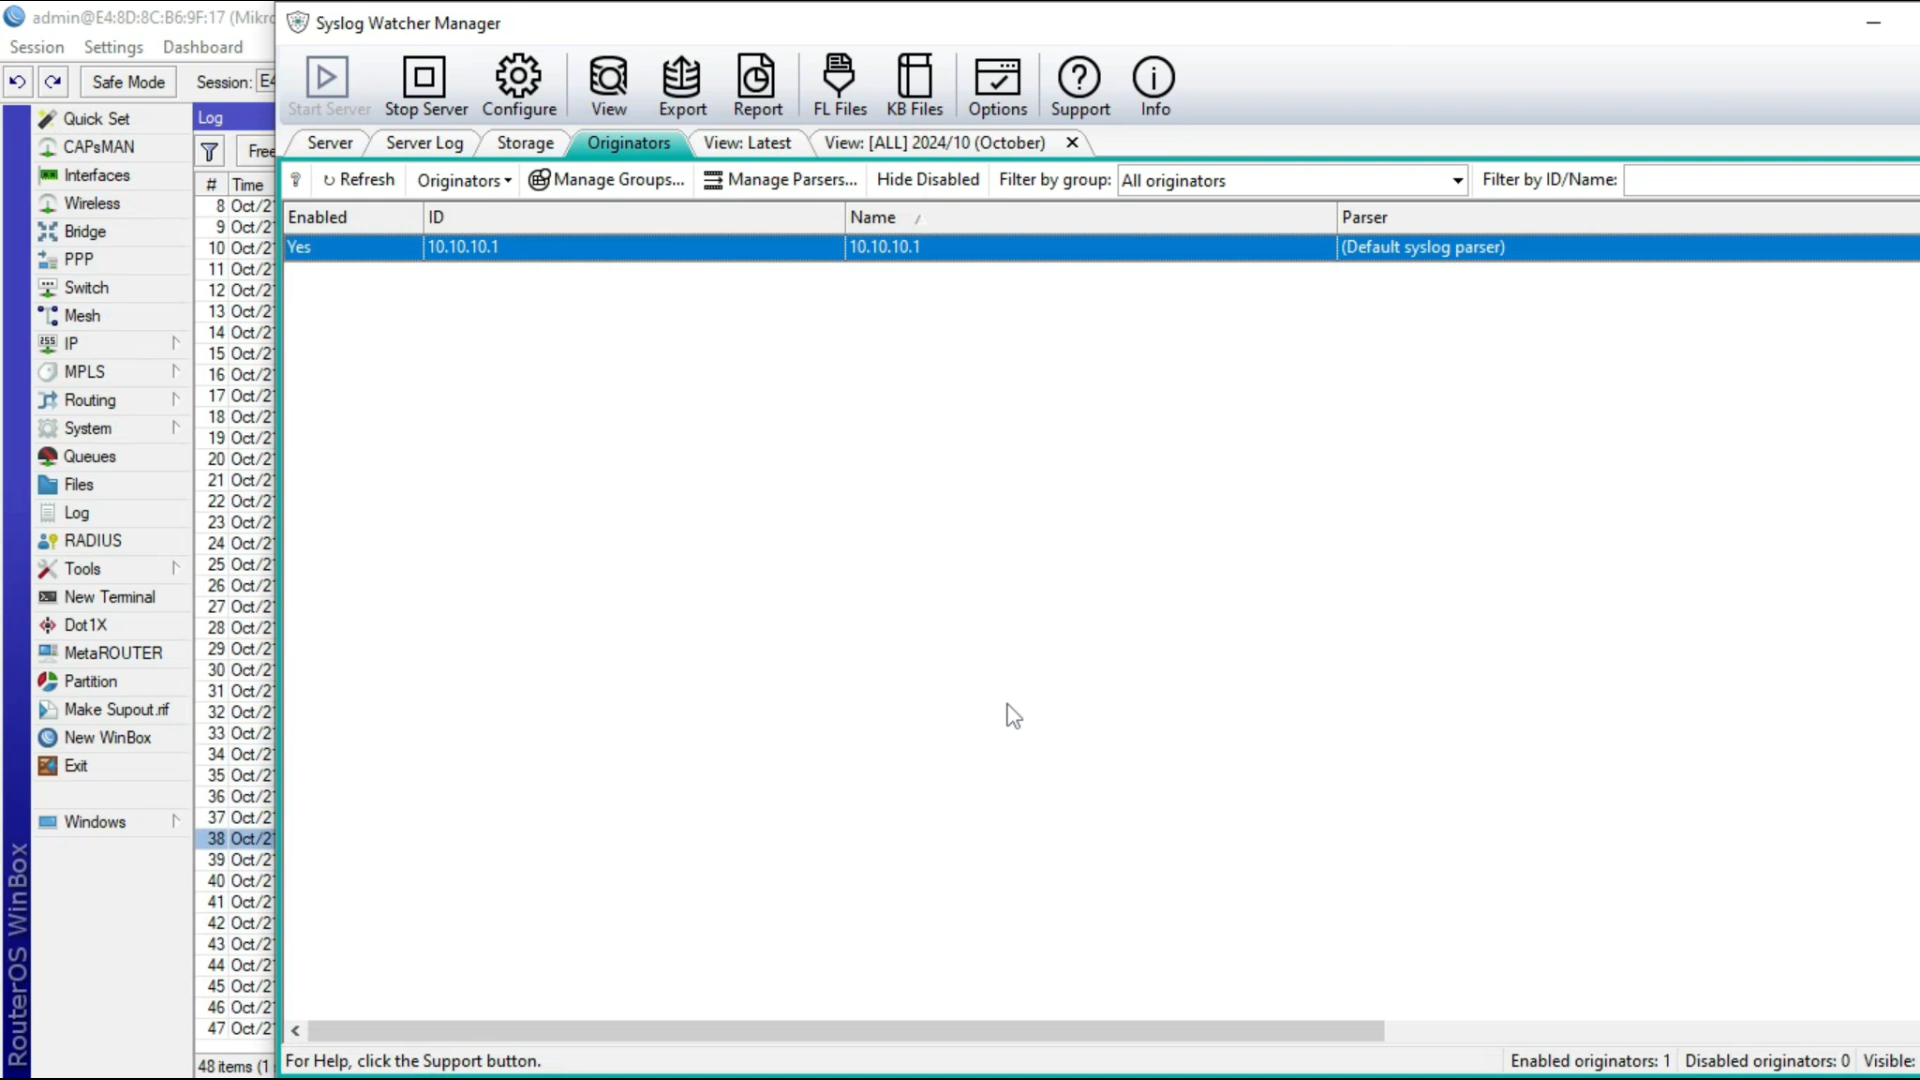 admin@E4:8D:8C:B6:9F:17 (Mikro
Session Settings Dashboard
Safe Mode Session: E4
Quick Set
CAPsMAN
Interfaces
Wireless
Bridge
PPP
Switch
Mesh
IP
MPLS
Routing
System
Queues
Files
Log
RADIUS
Tools
New Terminal
Dot1X
MetaROUTER
Partition
Make Supout.rif
New WinBox
Exit
Windows
RouterOS WinBox
Log
Free
# Time
8 Oct/2
9 Oct/2
10 Oct/2
11 Oct/2
12 Oct/2
13 Oct/2
14 Oct/2
15 Oct/2
16 Oct/2
17 Oct/2
18 Oct/2
19 Oct/2
20 Oct/2
21 Oct/2
22 Oct/2
23 Oct/2
24 Oct/2
25 Oct/2
26 Oct/2
27 Oct/2
28 Oct/2
29 Oct/2
30 Oct/2
31 Oct/2
32 Oct/2
33 Oct/2
34 Oct/2
35 Oct/2
36 Oct/2
37 Oct/2
38 Oct/2
39 Oct/2
40 Oct/2
41 Oct/2
42 Oct/2
43 Oct/2
44 Oct/2
45 Oct/2
46 Oct/2
47 Oct/2
48 items (1
Syslog Watcher Manager
Start Server Stop Server Configure View Export Report FL Files KB Files Options Support Info
Server Server Log Storage Originators View: Latest View: [ALL] 2024/10 (October)
? Refresh Originators Manage Groups... Manage Parsers... Hide Disabled Filter by group: All originators Filter by ID/Name:
Enabled ID Name Parser
Yes 10.10.10.1 10.10.10.1 (Default syslog parser)
For Help, click the Support button. Enabled originators: 1 Disabled originators: 0 Visible: